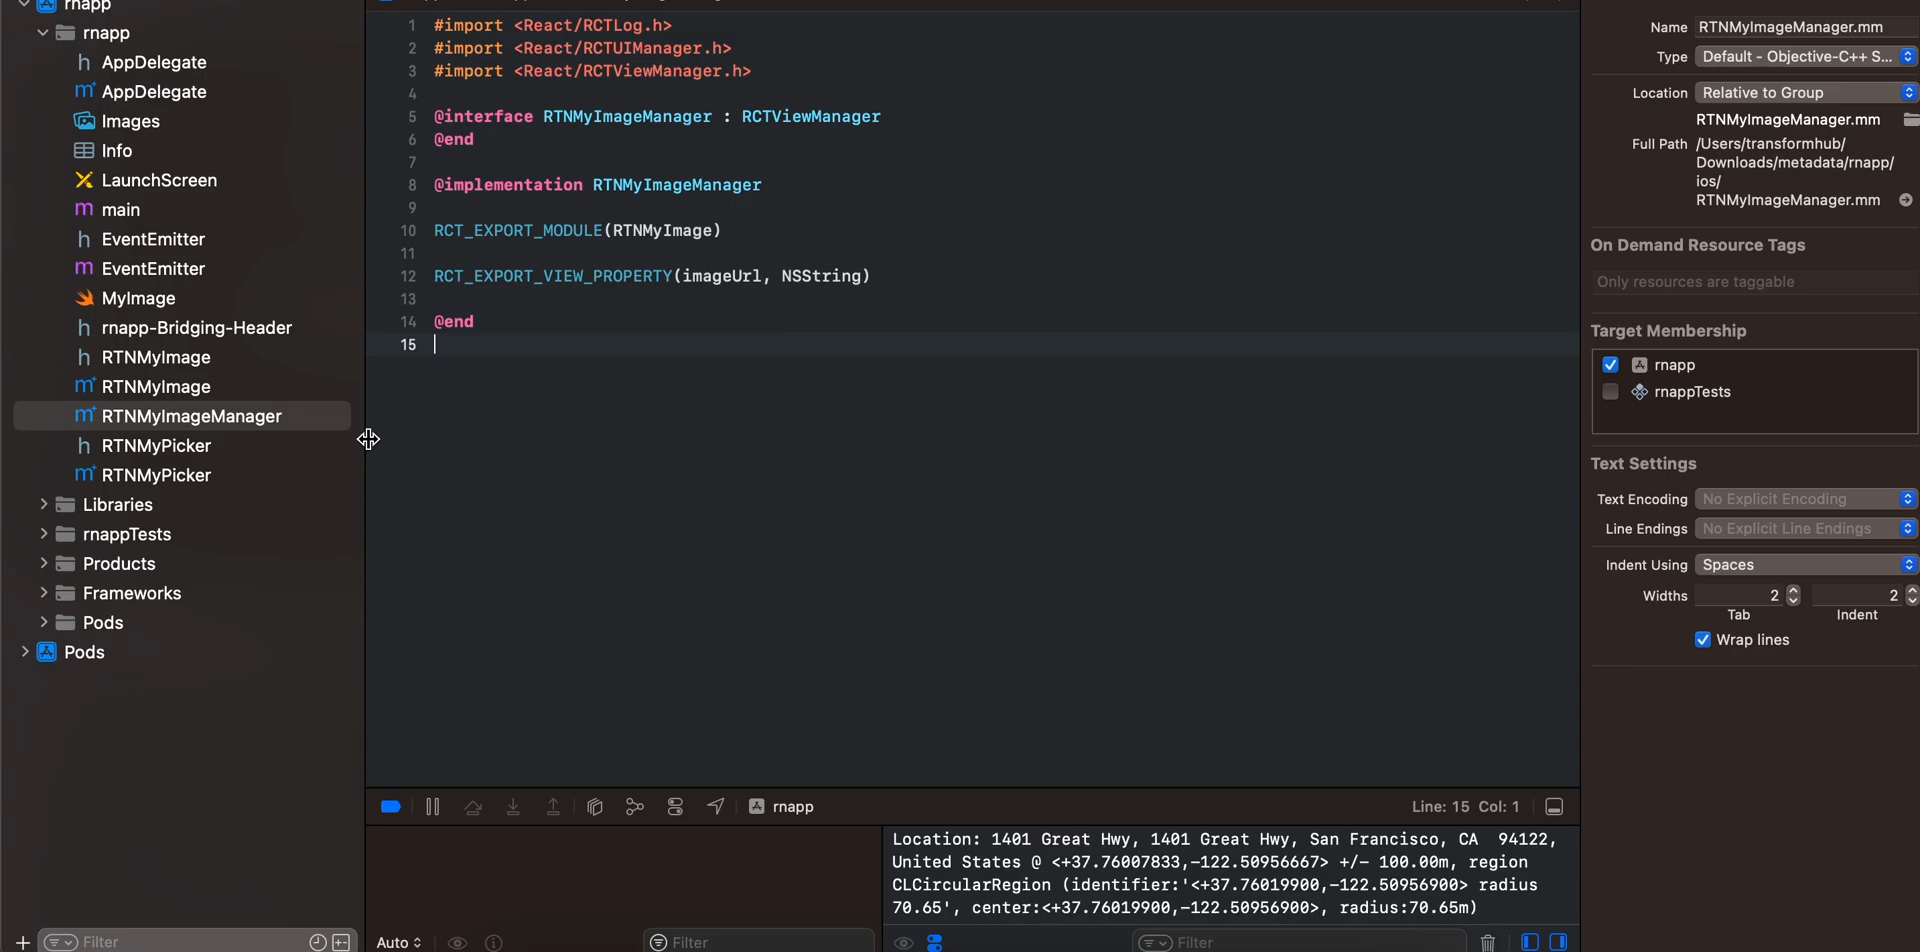 rnapp
rnapp
AppDelegate
AppDelegate
Images
Info
LaunchScreen
main
EventEmitter
EventEmitter
MyImage
rnapp-Bridging-Header
RTNMyImage
RTNMyImage
RTNMyImageManager
RTNMyPicker
RTNMyPicker
Libraries
rnappTests
Products
Frameworks
Pods
Pods
Filter
1 #import <React/RCTLog.h>
2 #import <React/RCTUIManager.h>
3 #import <React/RCTViewManager.h>
4
5 @interface RTNMyImageManager : RCTViewManager
6 @end
7
8 @implementation RTNMyImageManager
9
10 RCT_EXPORT_MODULE(RTNMyImage)
11
12 RCT_EXPORT_VIEW_PROPERTY(imageUrl, NSString)
13
14 @end
15
rnapp
Line: 15 Col: 1
Auto
Filter
Location: 1401 Great Hwy, 1401 Great Hwy, San Francisco, CA 94122,
United States @ <+37.76007833,-122.50956667> +/- 100.00m, region
CLCircularRegion (identifier:'<+37.76019900,-122.50956900> radius
70.65', center:<+37.76019900,-122.50956900>, radius:70.65m)
Filter
Name RTNMyImageManager.mm
Type Default - Objective-C++ S...
Location Relative to Group
RTNMyImageManager.mm
Full Path /Users/transformhub/
Downloads/metadata/rnapp/
ios/
RTNMyImageManager.mm
On Demand Resource Tags
Only resources are taggable
Target Membership
rnapp
rnappTests
Text Settings
Text Encoding No Explicit Encoding
Line Endings No Explicit Line Endings
Indent Using Spaces
Widths 2 2
Tab Indent
Wrap lines